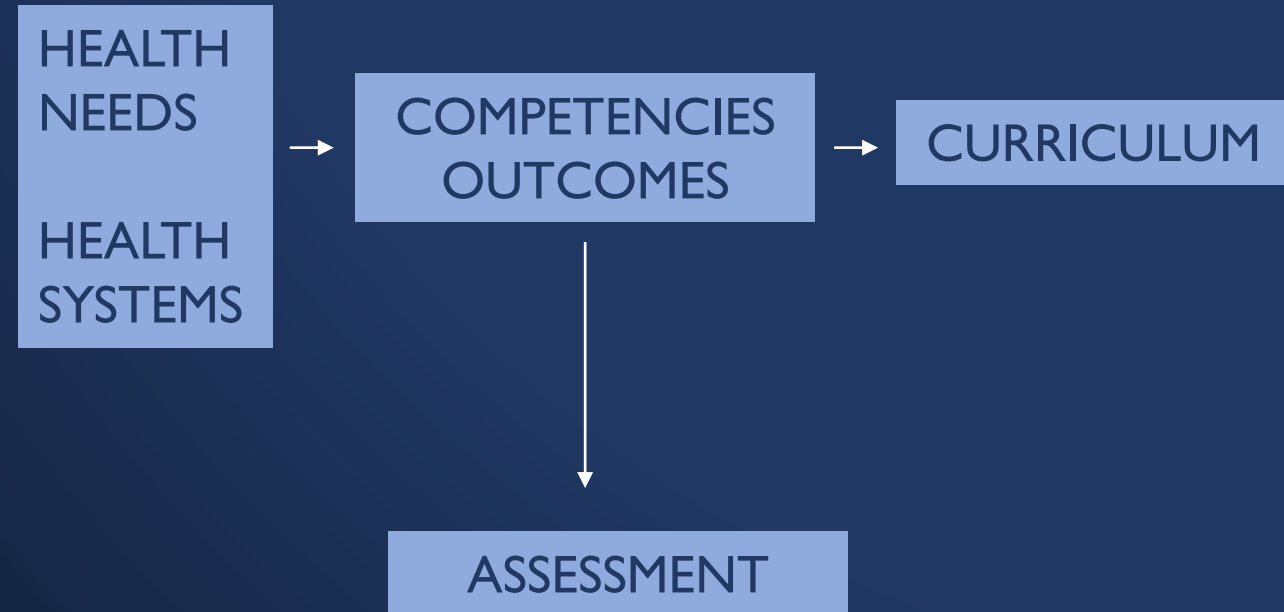 HEALTH
NEEDS
HEALTH
SYSTEMS
COMPETENCIES
OUTCOMES
CURRICULUM
ASSESSMENT